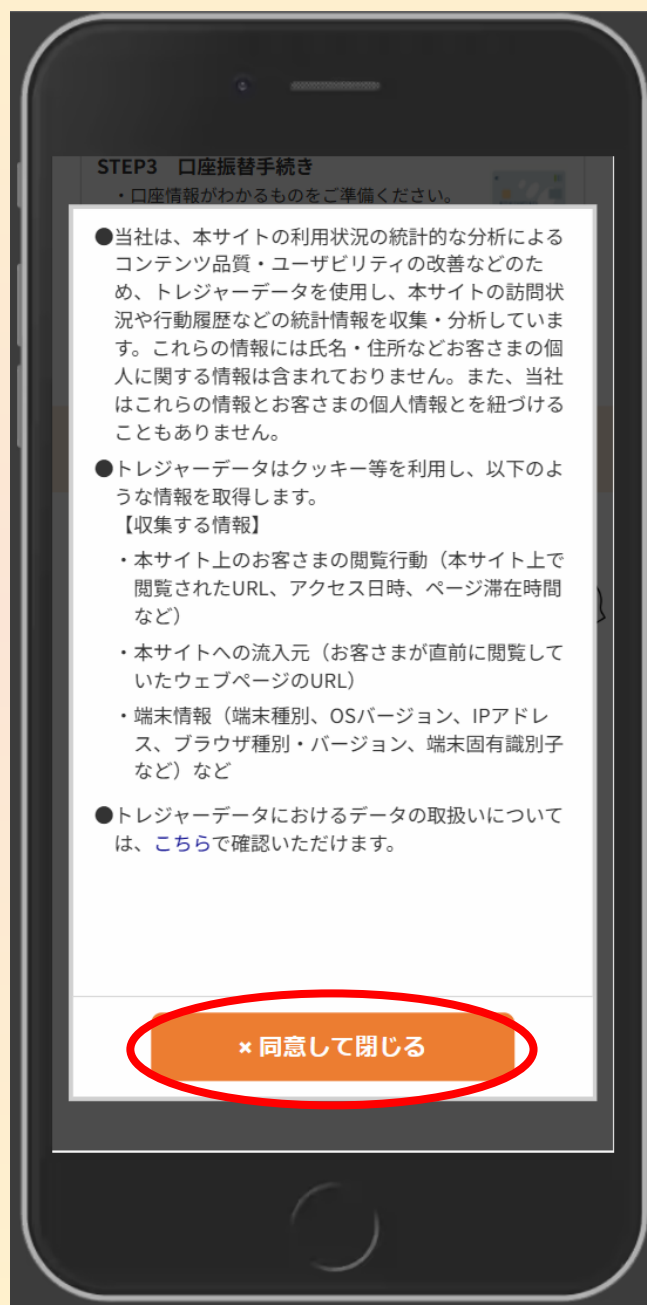 STEP3　口座振替手続き
・口座情報がわかるものをご準備ください。
●当社は、本サイトの利用状況の統計的な分析による
コンテンツ品質・ユーザビリティの改善などのた
め、トレジャーデータを使用し、本サイトの訪問状
況や行動履歴などの統計情報を収集・分析していま
す。これらの情報には氏名・住所などお客さまの個
人に関する情報は含まれておりません。また、当社
はこれらの情報とお客さまの個人情報とを紐づける
こともありません。
●トレジャーデータはクッキー等を利用し、以下のよ
うな情報を取得します。
【収集する情報】
・本サイト上のお客さまの閲覧行動（本サイト上で
閲覧されたURL、アクセス日時、ページ滞在時間
など）
・本サイトへの流入元（お客さまが直前に閲覧して
いたウェブページのURL）
・端末情報（端末種別、OSバージョン、IPアドレ
ス、ブラウザ種別・バージョン、端末固有識別子
など）など
●トレジャーデータにおけるデータの取扱いについて
は、こちらで確認いただけます。
×同意して閉じる